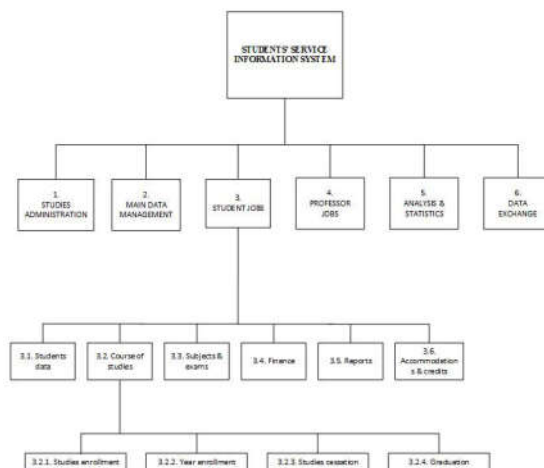 STUDENTS' SERVICE
INFORMATION SYSTEM
1.
STUDIES
ADMINISTRATION
2.
MAIN DATA
MANAGEMENT
3.
STUDENT JOBS
4.
PROFESSOR
JOBS
5.
ANALYSIS &
STATISTICS
6.
DATA
EXCHANGE
3.1. Students
data
3.2. Course of
studies
3.3. Subjects &
exams
3.4. Finance
3.5. Reports
3.6.
Accommodation
s & credits
3.2.1. Studies enrollment
3.2.2. Year enrollment
3.2.3. Studies cessation
3.2.4. Graduation